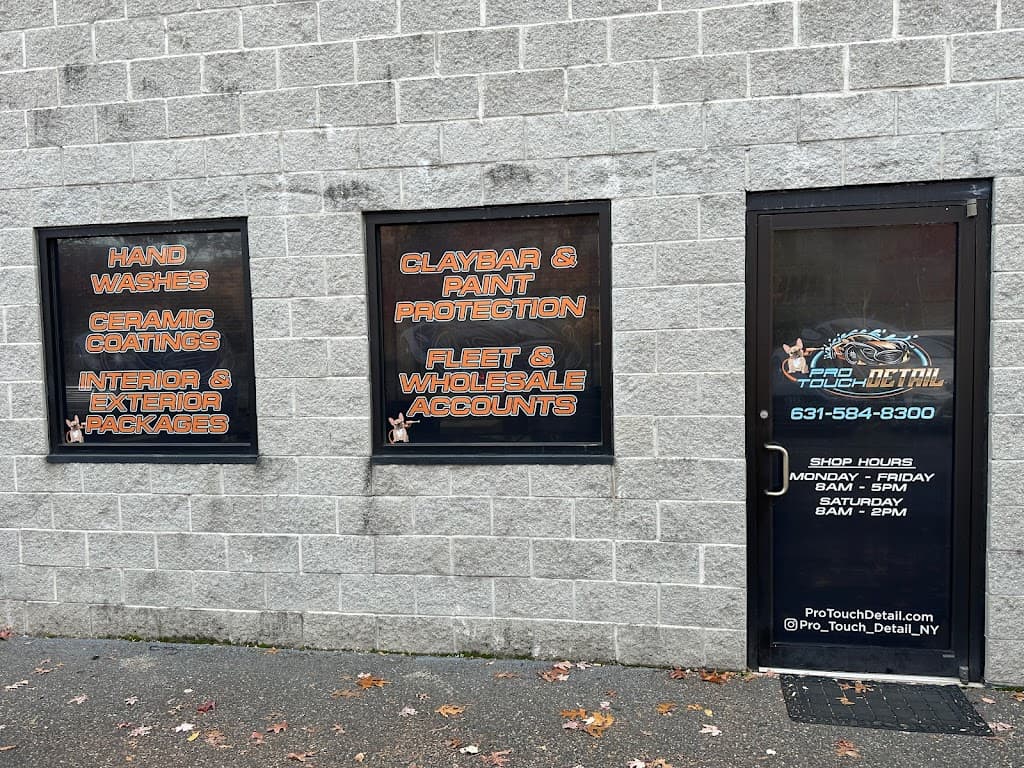 HAND
WASHES
CERAMIC
COATINGS
INTERIOR &
EXTERIOR
PACKAGES
CLAYBAR &
PAINT
PROTECTION
FLEET &
WHOLESALE
ACCOUNTS
PRO
TOUCH DETAIL
631-584-8300
SHOP HOURS
MONDAY - FRIDAY
8AM - 5PM
SATURDAY
8AM - 2PM
ProTouchDetail.com
Pro_Touch_Detail_NY